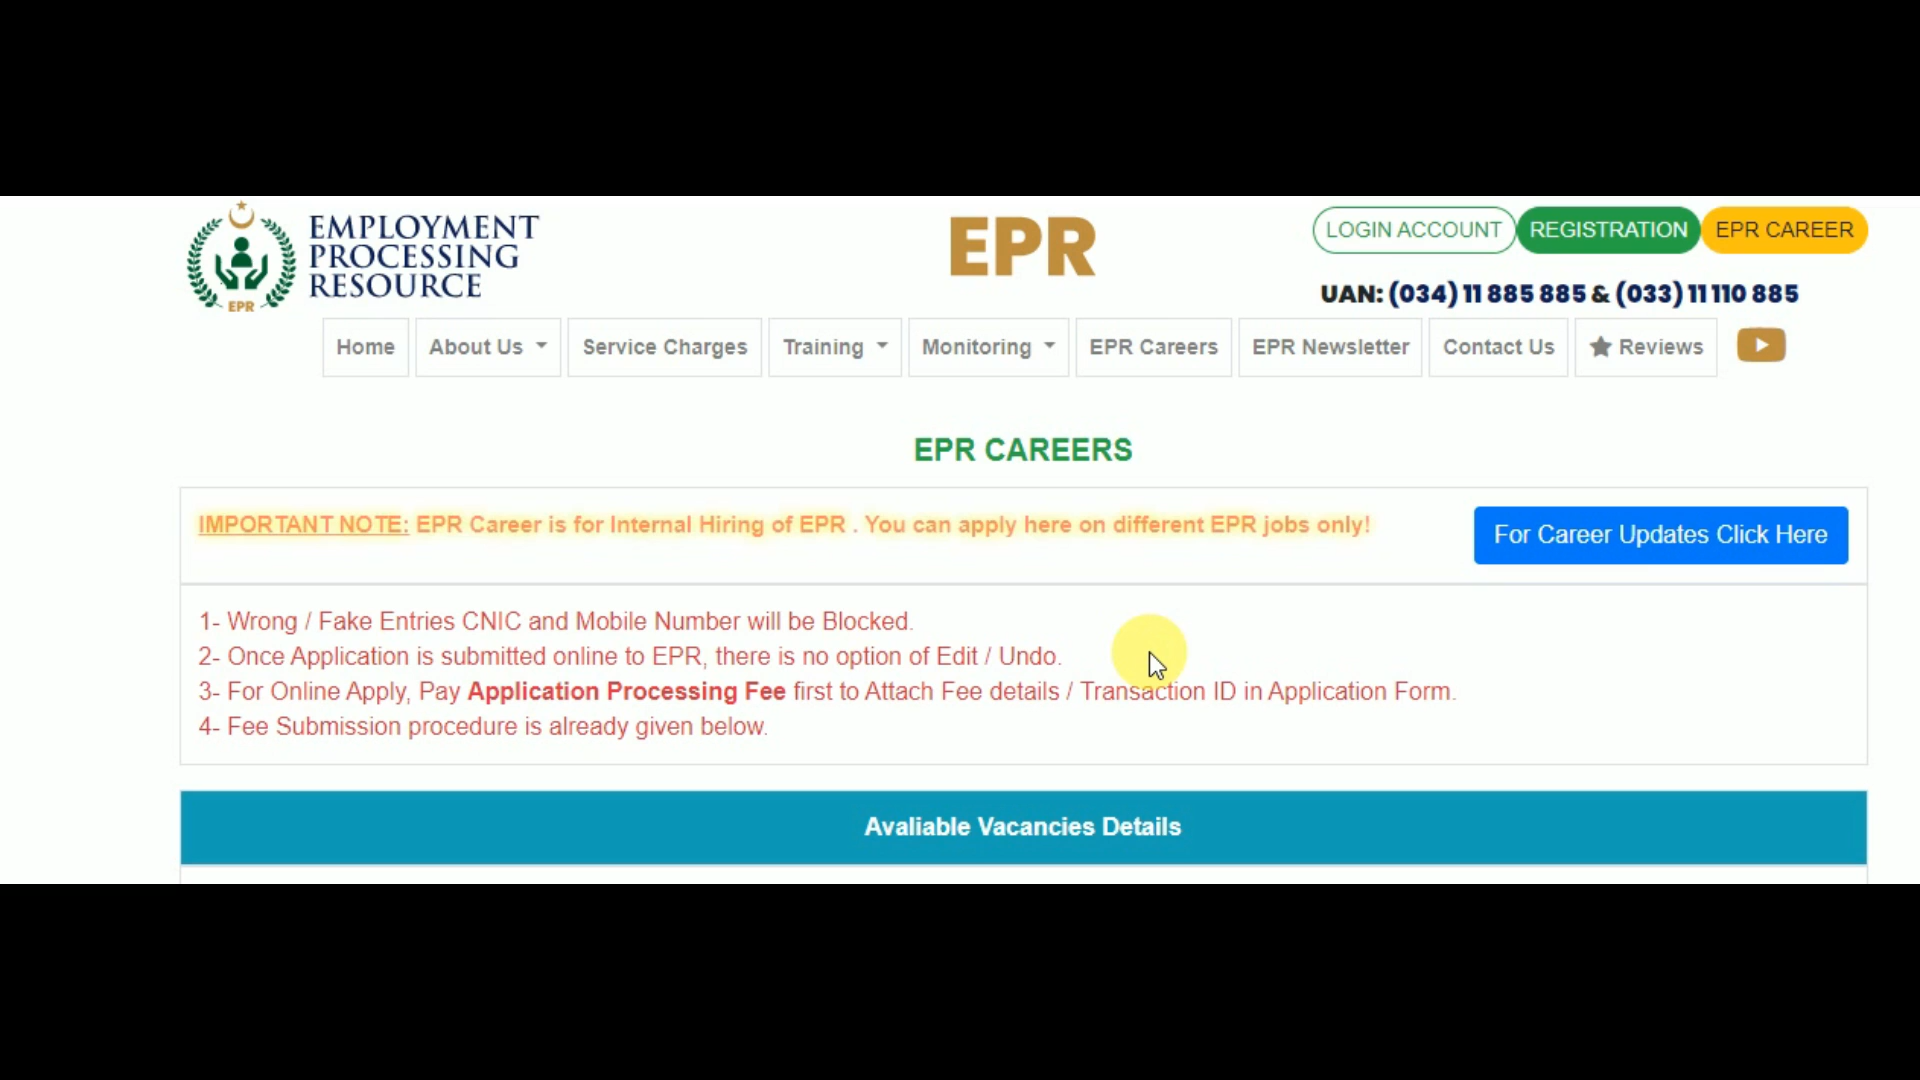 EMPLOYMENT
PROCESSING
RESOURCE
EPR
EPR
LOGIN ACCOUNT REGISTRATION EPR CAREER
UAN: (034) 11 885 885 & (033) 11 110 885
Home About Us Service Charges Training Monitoring EPR Careers EPR Newsletter Contact Us Reviews
EPR CAREERS
IMPORTANT NOTE: EPR Career is for Internal Hiring of EPR . You can apply here on different EPR jobs only!
For Career Updates Click Here
1- Wrong / Fake Entries CNIC and Mobile Number will be Blocked.
2- Once Application is submitted online to EPR, there is no option of Edit / Undo.
3- For Online Apply, Pay Application Processing Fee first to Attach Fee details / Transaction ID in Application Form.
4- Fee Submission procedure is already given below.
Avaliable Vacancies Details